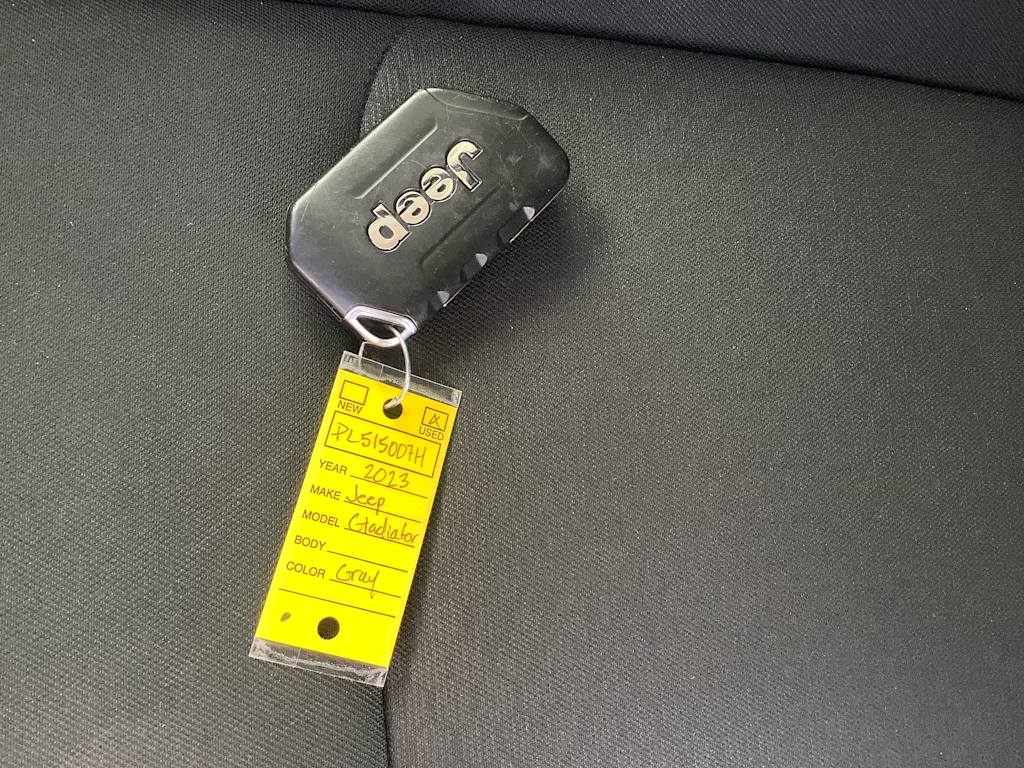 Jeep
NEW
X
USED
PL515007H
YEAR 2023
MAKE Jeep
MODEL Gladiator
BODY
COLOR Gray